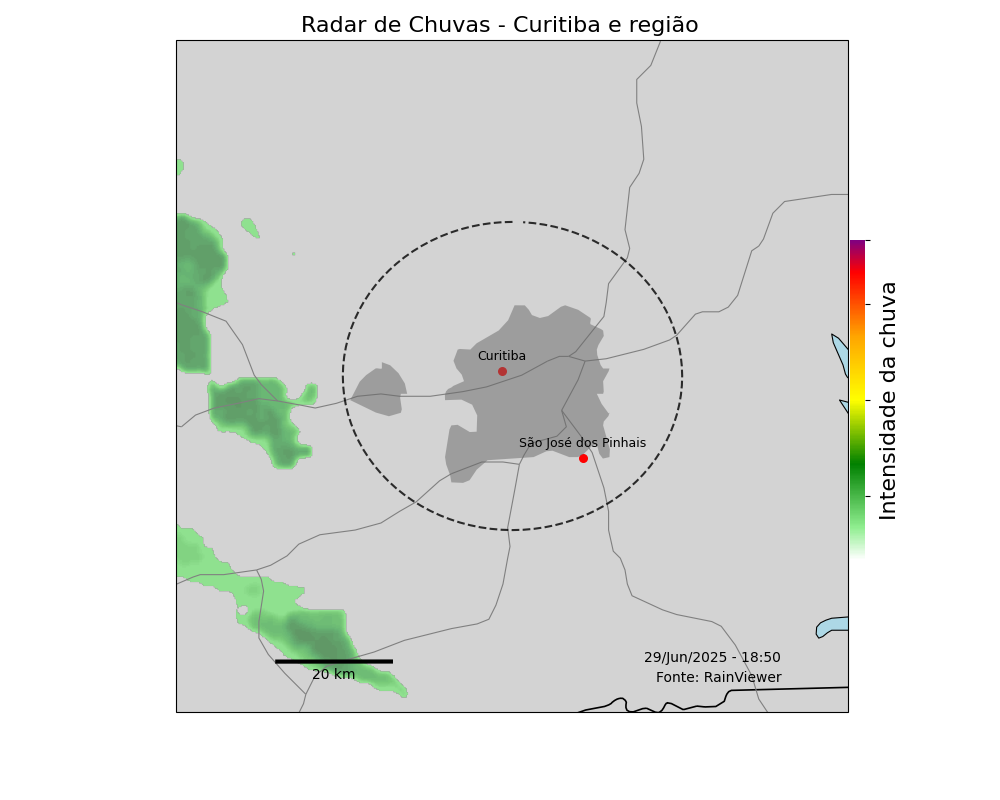 Radar de Chuvas - Curitiba e região
Curitiba
São José dos Pinhais
Intensidade da chuva
29/Jun/2025 - 18:50
Fonte: RainViewer
20 km